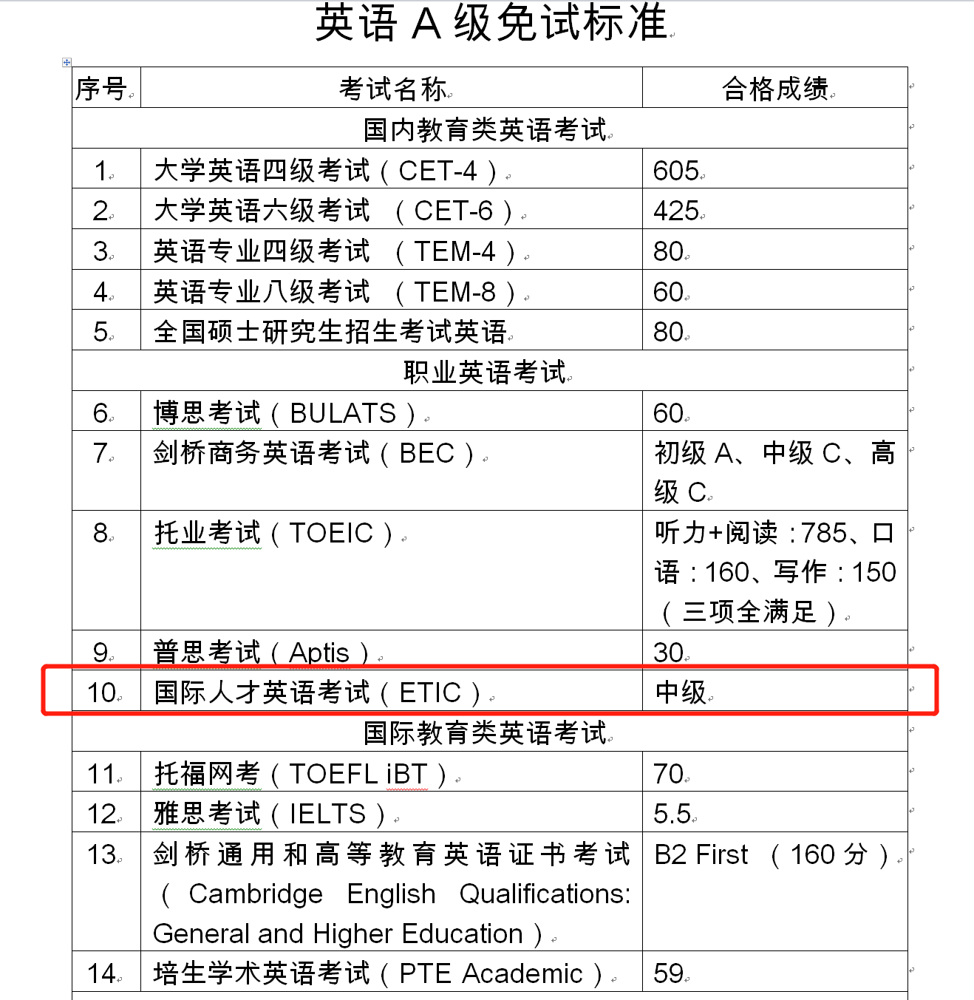 英语 A 级免试标准
序号 考试名称 合格成绩
国内教育类英语考试
1 大学英语四级考试（CET-4） 605
2 大学英语六级考试 （CET-6） 425
3 英语专业四级考试 （TEM-4） 80
4 英语专业八级考试 （TEM-8） 60
5 全国硕士研究生招生考试英语 80
职业英语考试
6 博思考试（BULATS） 60
7 剑桥商务英语考试（BEC） 初级 A、中级 C、高
级 C
8 托业考试（TOEIC） 听力+阅读：785、口
语：160、写作：150
（三项全满足）
9 普思考试（Aptis） 30
10 国际人才英语考试（ETIC） 中级
国际教育类英语考试
11 托福网考（TOEFL iBT） 70
12 雅思考试（IELTS） 5.5
13 剑桥通用和高等教育英语证书考试 B2 First （160 分）
（Cambridge English Qualifications:
General and Higher Education）
14 培生学术英语考试（PTE Academic） 59